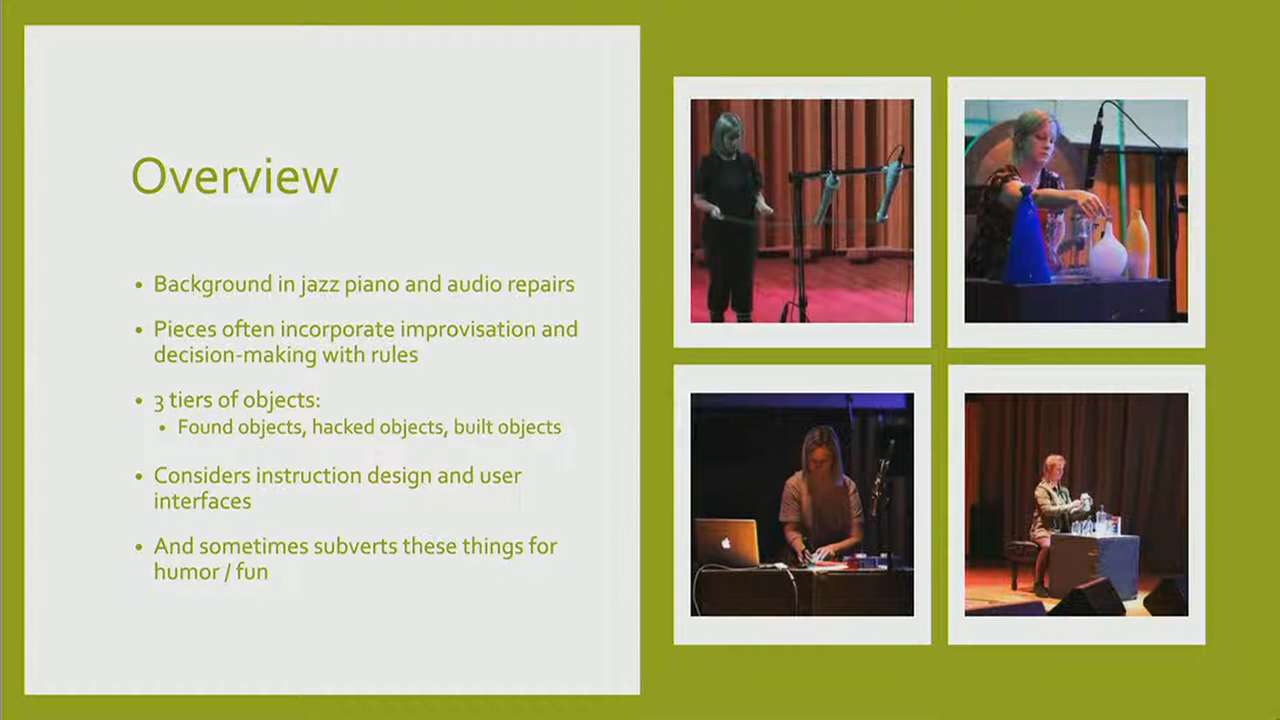 Overview
• Background in jazz piano and audio repairs
• Pieces often incorporate improvisation and
decision-making with rules
• 3 tiers of objects:
• Found objects, hacked objects, built objects
• Considers instruction design and user
interfaces
• And sometimes subverts these things for
humor / fun